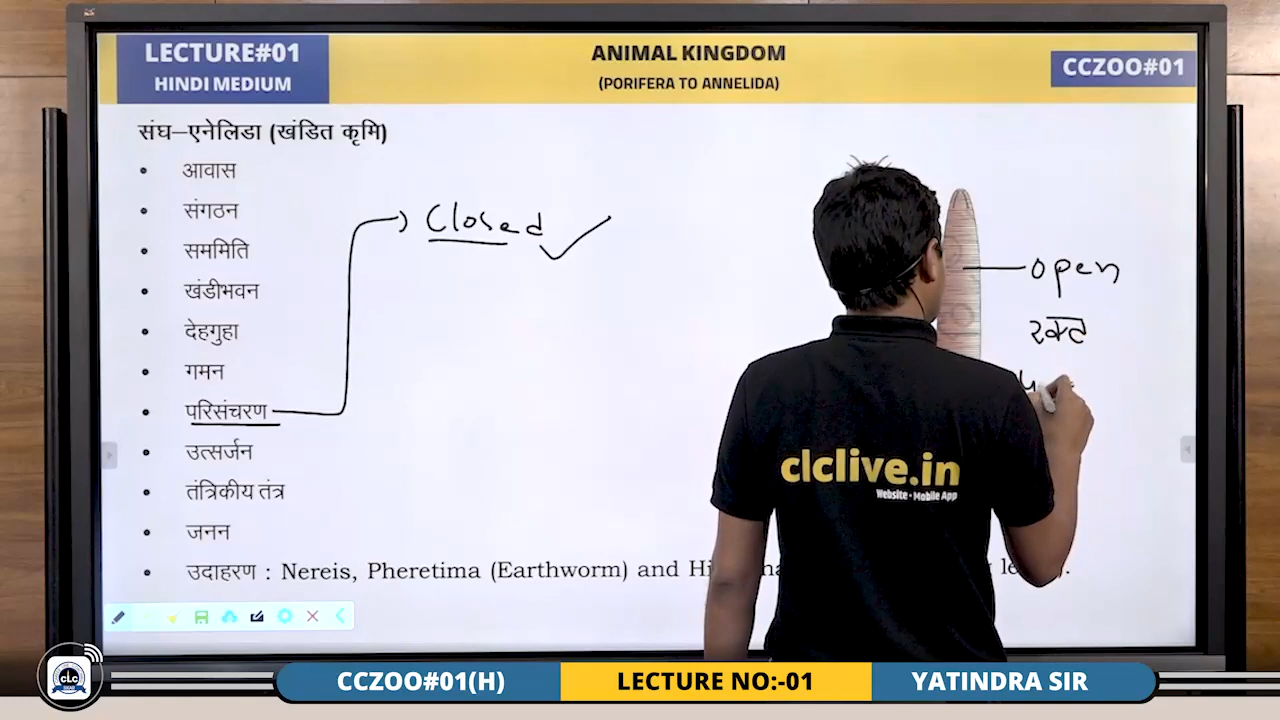 LECTURE#01
HINDI MEDIUM
ANIMAL KINGDOM
(PORIFERA TO ANNELIDA)
CCZOO#01
संघ–एनेलिडा (खंडित कृमि)
• आवास
• संगठन
• सममिति
• खंडीभवन
• देहगुहा
• गमन
• परिसंचरण
• उत्सर्जन
• तंत्रिकीय तंत्र
• जनन
• उदाहरण : Nereis, Pheretima (Earthworm) and
Closed
open
clclive.in
Website • Mobile App
CLC
CCZOO#01(H)
LECTURE NO:-01
YATINDRA SIR